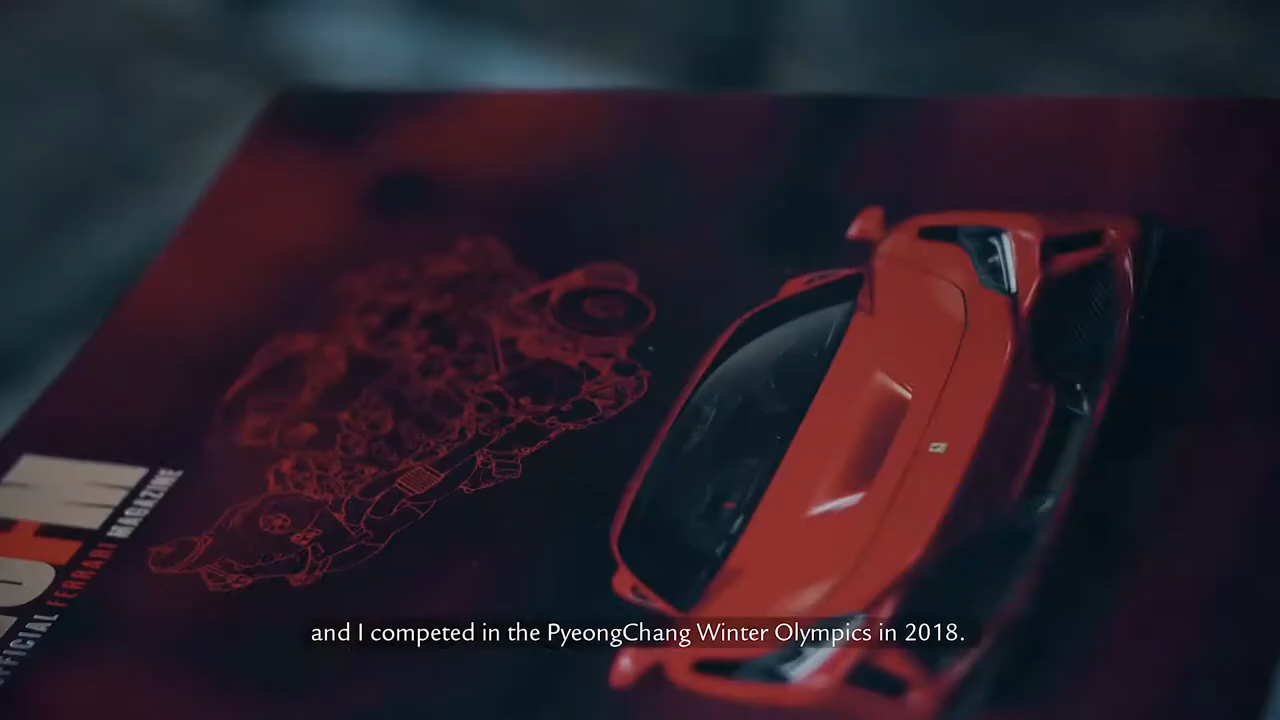 OFFICIAL FERRARI MAGAZINE
and I competed in the PyeongChang Winter Olympics in 2018.